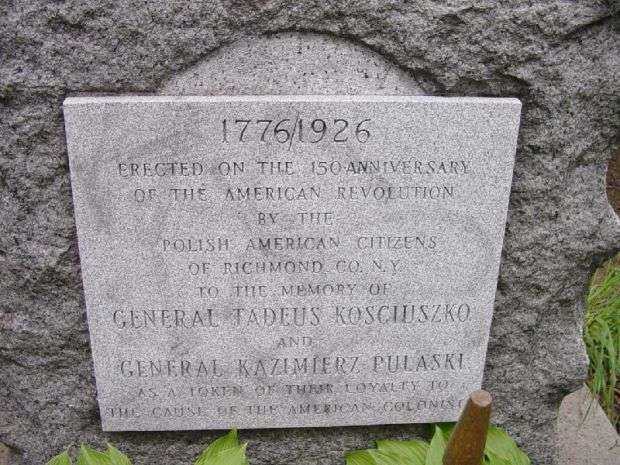 1776/1926
ERECTED ON THE 150 ANNIVERSARY
OF THE AMERICAN REVOLUTION
BY THE
POLISH AMERICAN CITIZENS
OF RICHMOND CO. N.Y.
TO THE MEMORY OF
GENERAL TADEUS KOSCIUSZKO
AND
GENERAL KAZIMIERZ PULASKI
AS A TOKEN OF THEIR LOYALTY TO
THE CAUSE OF THE AMERICAN